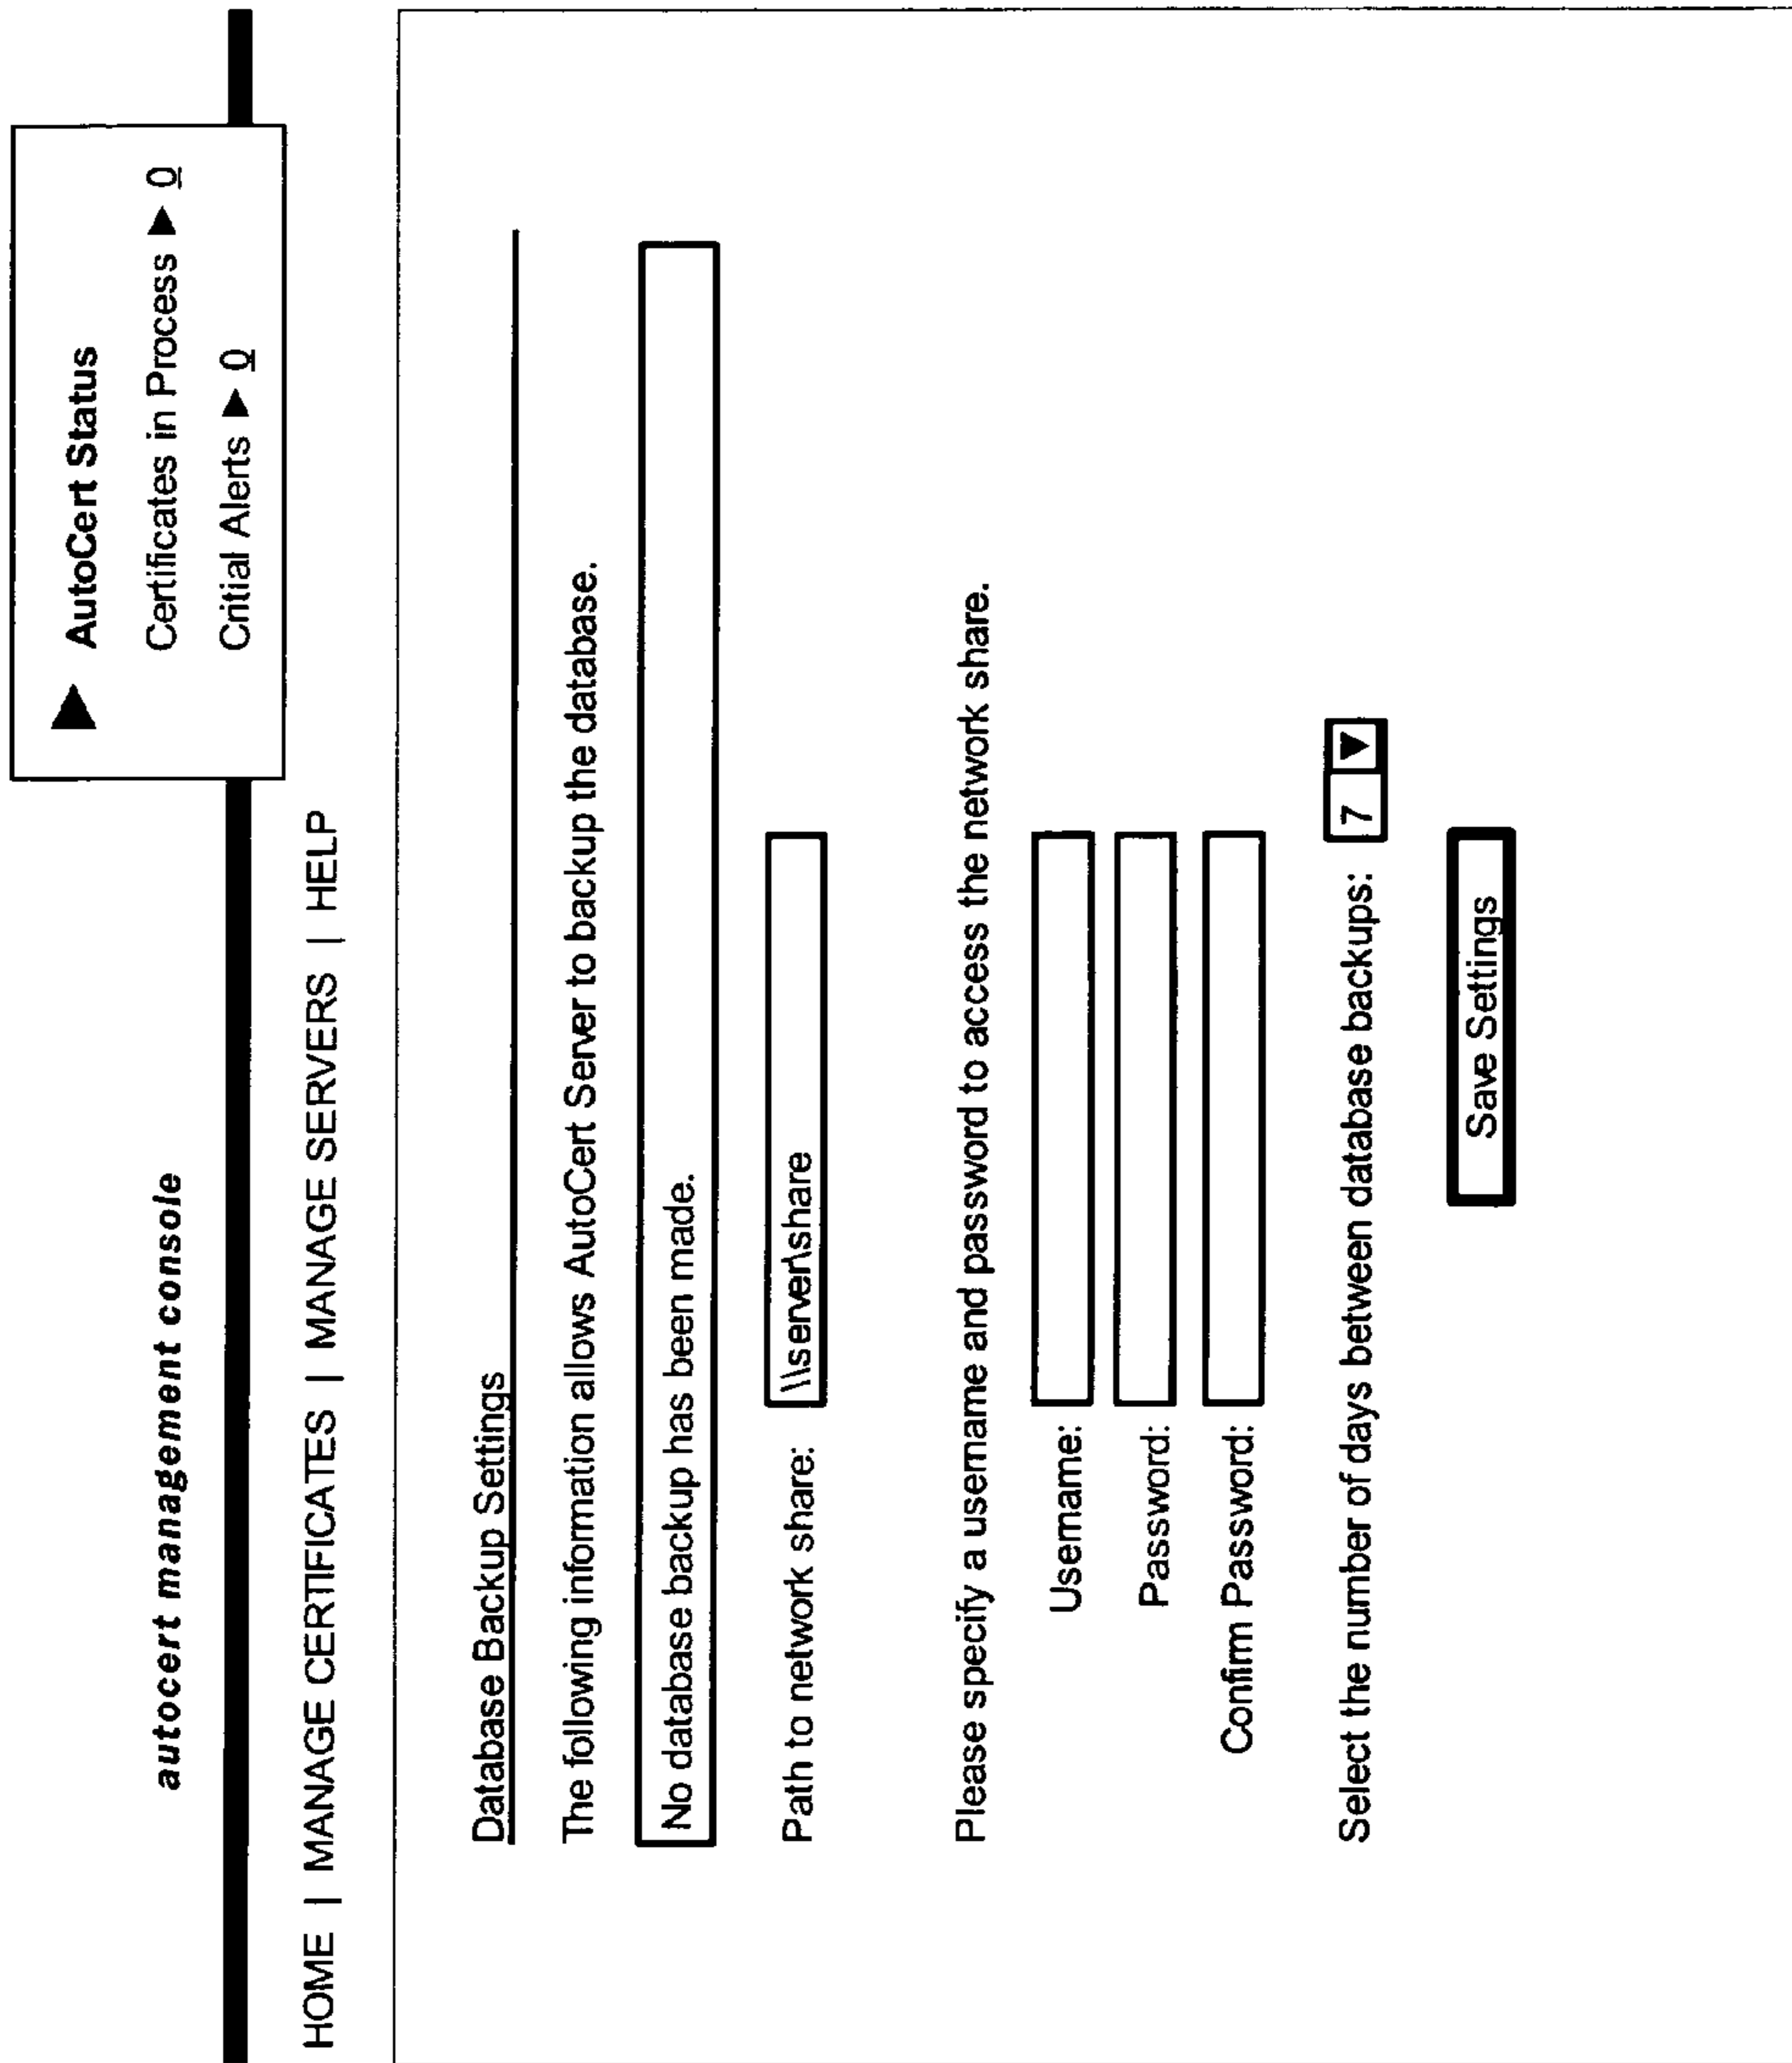 autocert management console
AutoCert Status
Certificates in Process ▶ 0
Critial Alerts ▶ 0
HOME | MANAGE CERTIFICATES | MANAGE SERVERS | HELP
Database Backup Settings
The following information allows AutoCert Server to backup the database.
No database backup has been made.
Path to network share: \\server\share
Please specify a username and password to access the network share.
Username:
Password:
Confirm Password:
Select the number of days between database backups: 7
Save Settings